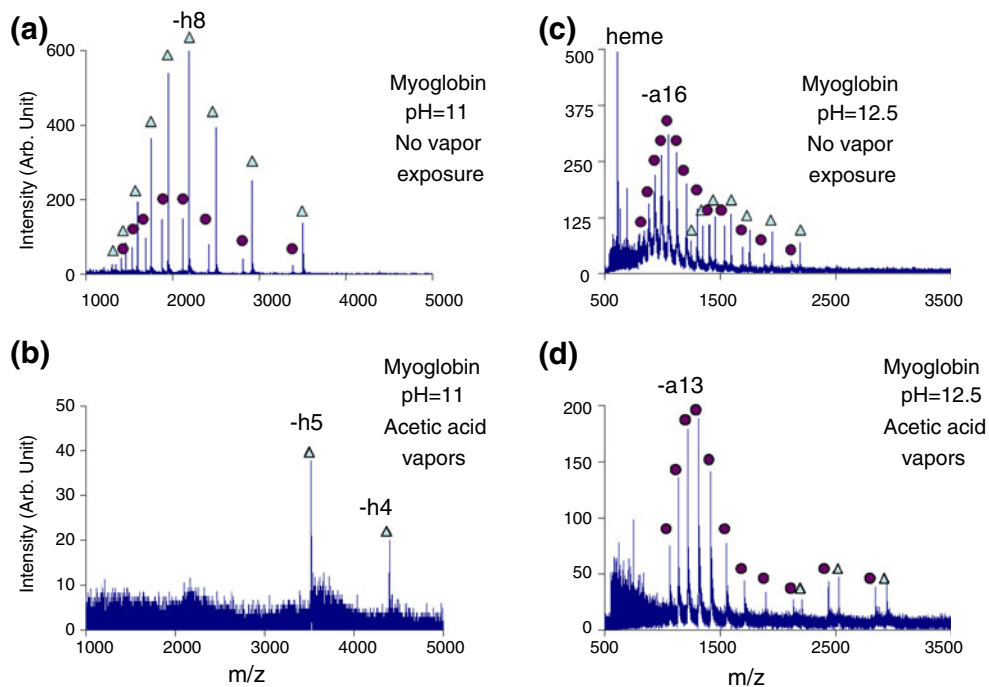 (a)
-h8
600
400
200
0
Intensity (Arb. Unit)
Myoglobin
pH=11
No vapor
exposure
1000 2000 3000 4000 5000
(c)
heme
-a16
500
375
250
125
0
Myoglobin
pH=12.5
No vapor
exposure
500 1500 2500 3500
(b)
-h5
-h4
50
40
30
20
10
0
Intensity (Arb. Unit)
Myoglobin
pH=11
Acetic acid
vapors
1000 2000 3000 4000 5000
m/z
(d)
-a13
200
150
100
50
0
Myoglobin
pH=12.5
Acetic acid
vapors
500 1500 2500 3500
m/z